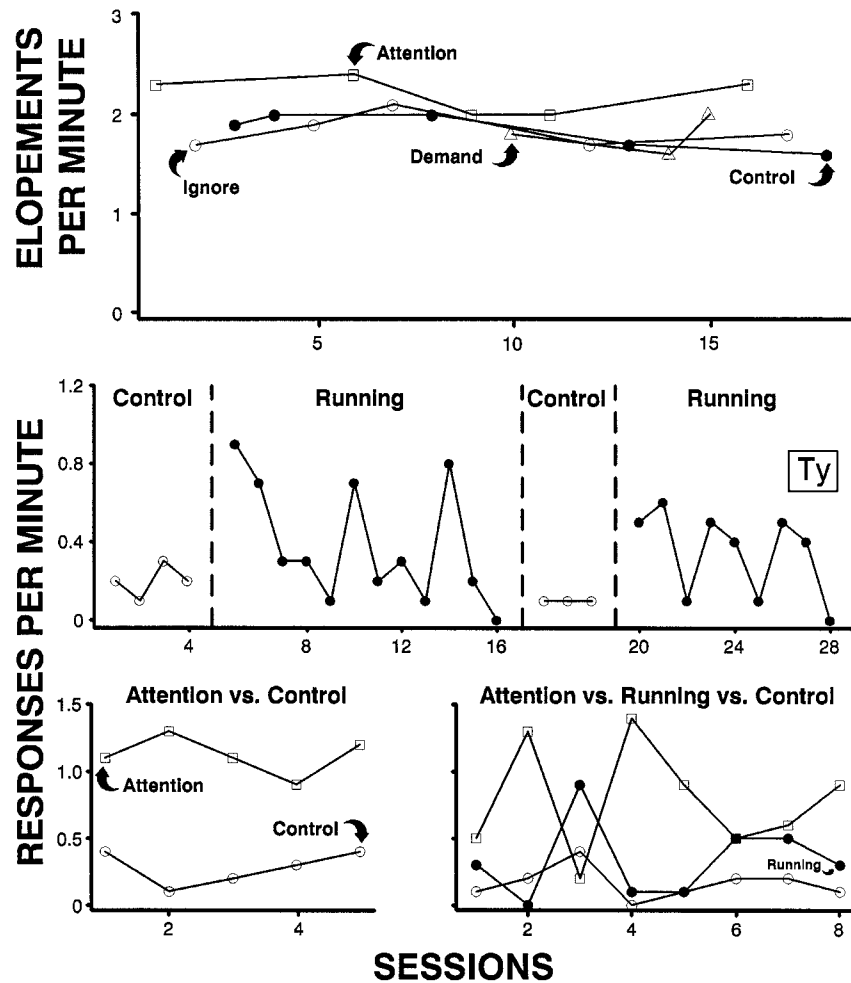 ELOPEMENTS
PER MINUTE
3
2
1
0
Attention
Ignore
Demand
Control
5
10
15
RESPONSES PER MINUTE
1.2
0.8
0.4
0
Control
Running
Control
Running
Ty
4
8
12
16
20
24
28
Attention vs. Control
1.5
1.0
0.5
0
Attention
Control
2
4
Attention vs. Running vs. Control
Running
2
4
6
8
SESSIONS